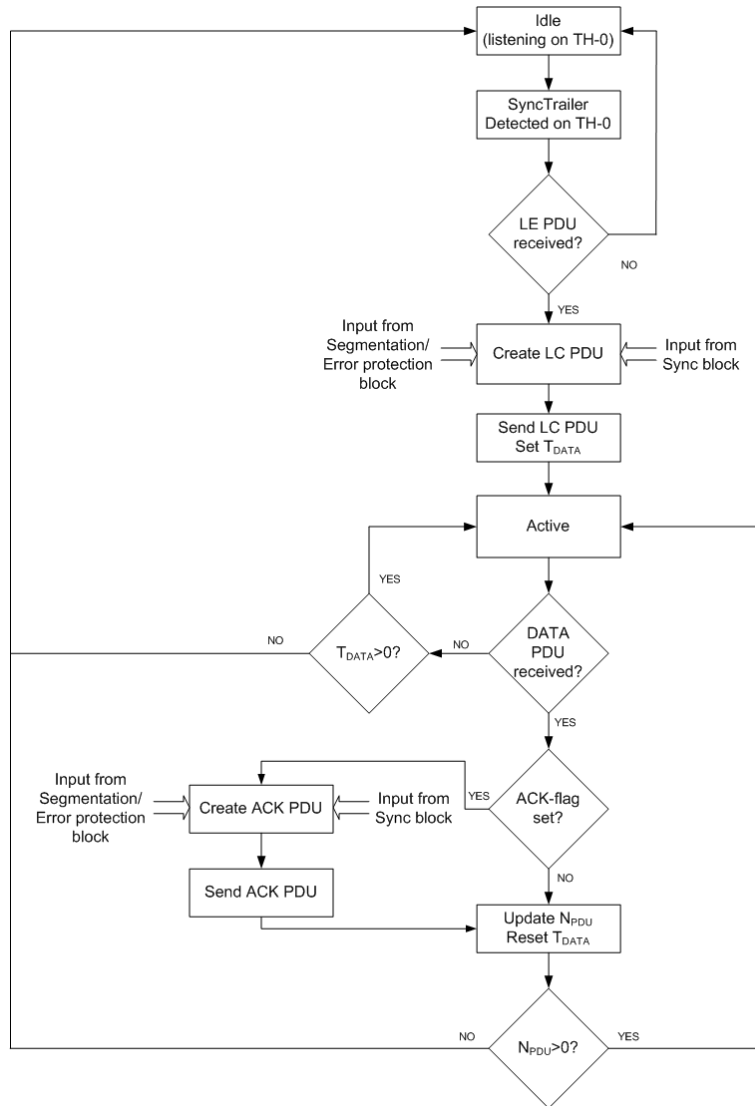 Idle
(listening on TH-0)
SyncTrailer
Detected on TH-0
LE PDU
received?
NO
YES
Input from
Segmentation/
Error protection
block
Create LC PDU
Input from
Sync block
Send LC PDU
Set TDATA
Active
YES
NO
TDATA>0?
NO
DATA
PDU
received?
YES
Input from
Segmentation/
Error protection
block
Create ACK PDU
Input from
Sync block
YES
ACK-flag
set?
Send ACK PDU
NO
Update NPDU
Reset TDATA
NO
NPDU>0?
YES